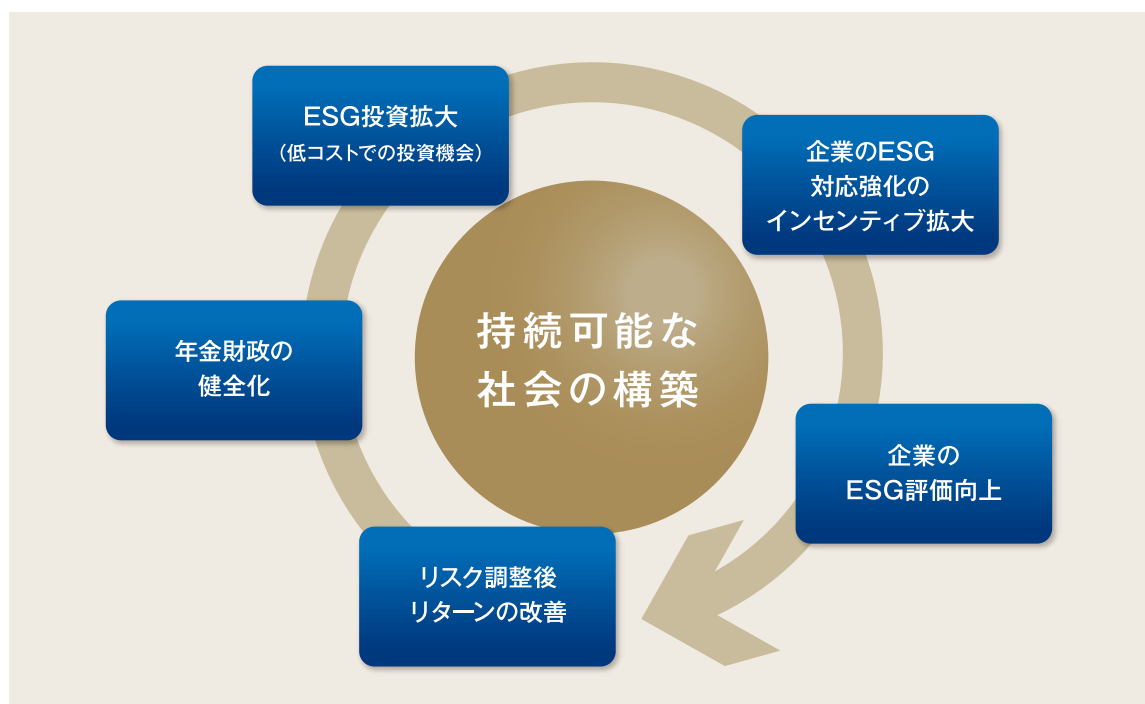 ESG投資拡大
（低コストでの投資機会）
企業のESG
対応強化の
インセンティブ拡大
企業の
ESG評価向上
リスク調整後
リターンの改善
年金財政の
健全化
持続可能な
社会の構築